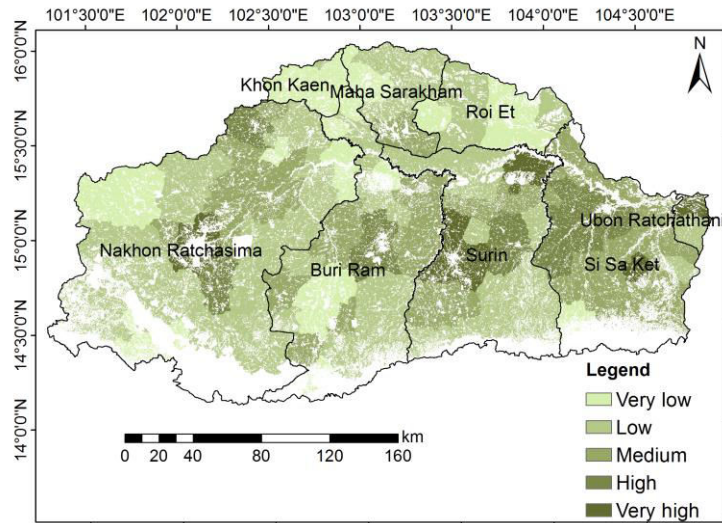 101°30'0"E 102°0'0"E 102°30'0"E 103°0'0"E 103°30'0"E 104°0'0"E 104°30'0"E
N
16°0'0"N
Khon Kaen
Maha Sarakham
Roi Et
15°30'0"N
Ubon Ratchathani
15°0'0"N
Nakhon Ratchasima
Buri Ram
Surin
Si Sa Ket
14°30'0"N
14°0'0"N
Legend
Very low
Low
Medium
High
Very high
km
0 20 40 80 120 160